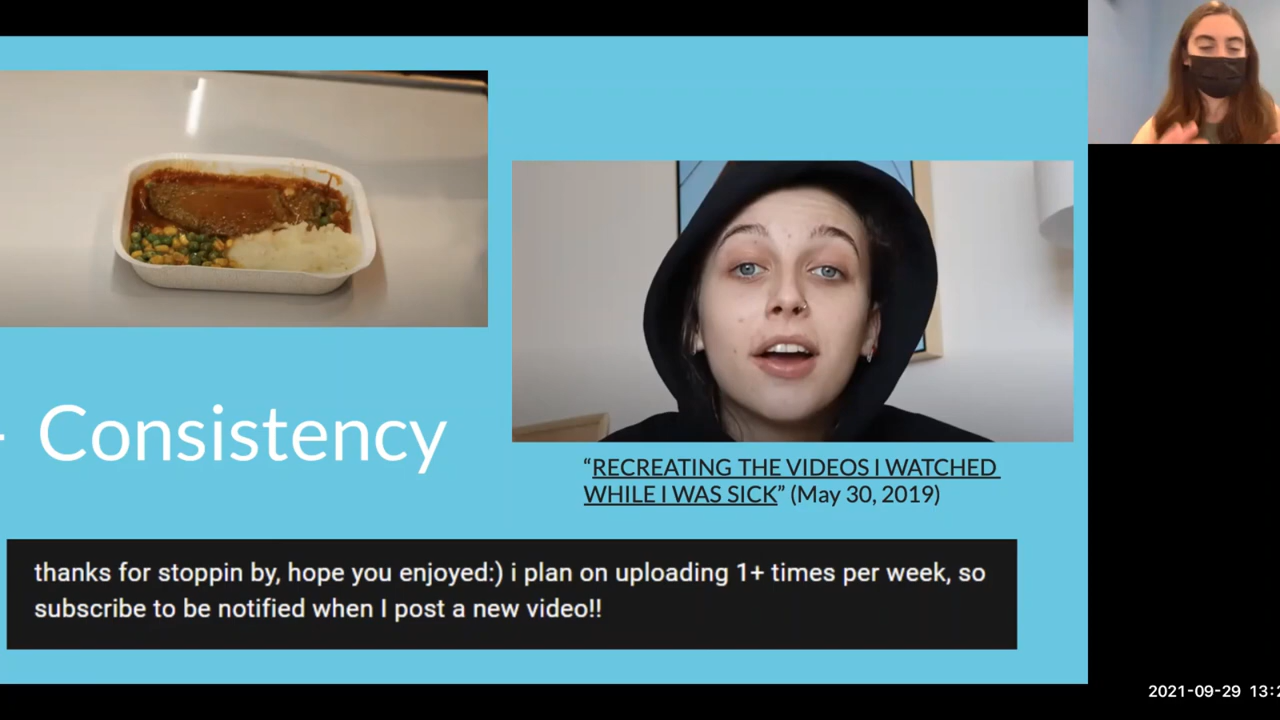 - Consistency
“RECREATING THE VIDEOS I WATCHED
WHILE I WAS SICK” (May 30, 2019)
thanks for stoppin by, hope you enjoyed:) i plan on uploading 1+ times per week, so
subscribe to be notified when I post a new video!!
2021-09-29 13:2